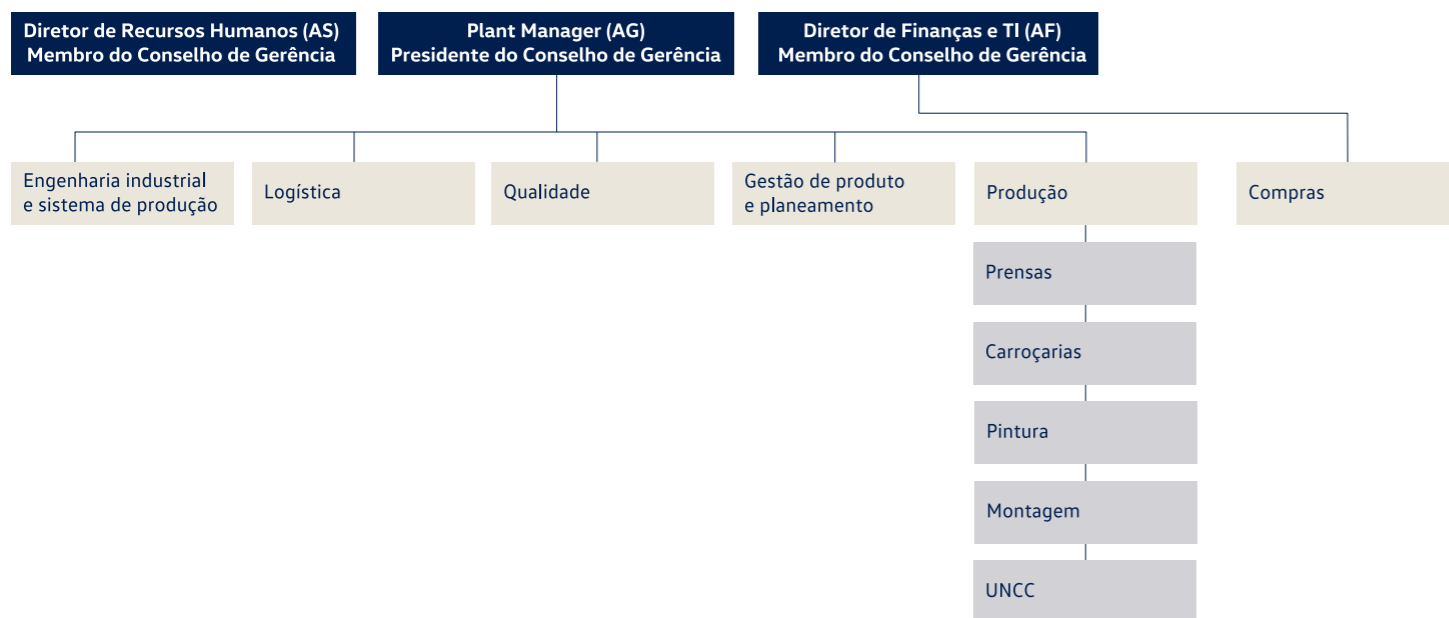 Diretor de Recursos Humanos (AS)
Membro do Conselho de Gerência
Plant Manager (AG)
Presidente do Conselho de Gerência
Diretor de Finanças e TI (AF)
Membro do Conselho de Gerência
Engenharia industrial
e sistema de produção
Logística
Qualidade
Gestão de produto
e planeamento
Produção
Compras
Prensas
Carroçarias
Pintura
Montagem
UNCC